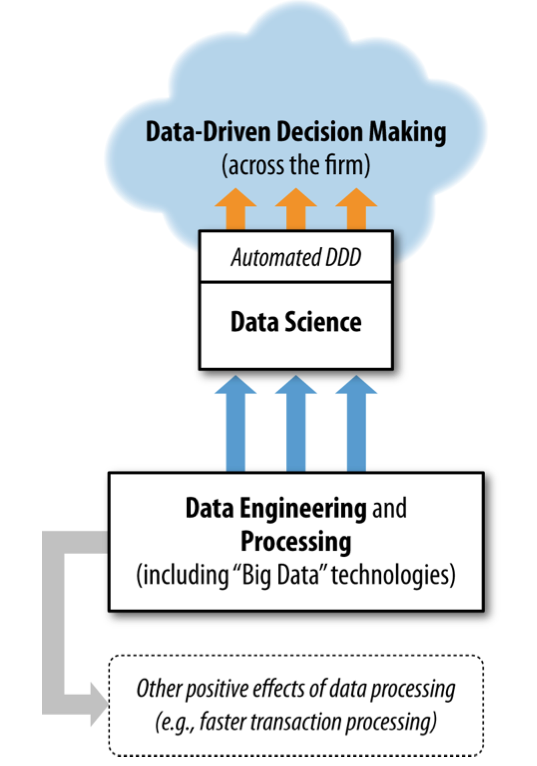 Data-Driven Decision Making
(across the firm)
Automated DDD
Data Science
Data Engineering and
Processing
(including “Big Data” technologies)
Other positive effects of data processing
(e.g., faster transaction processing)